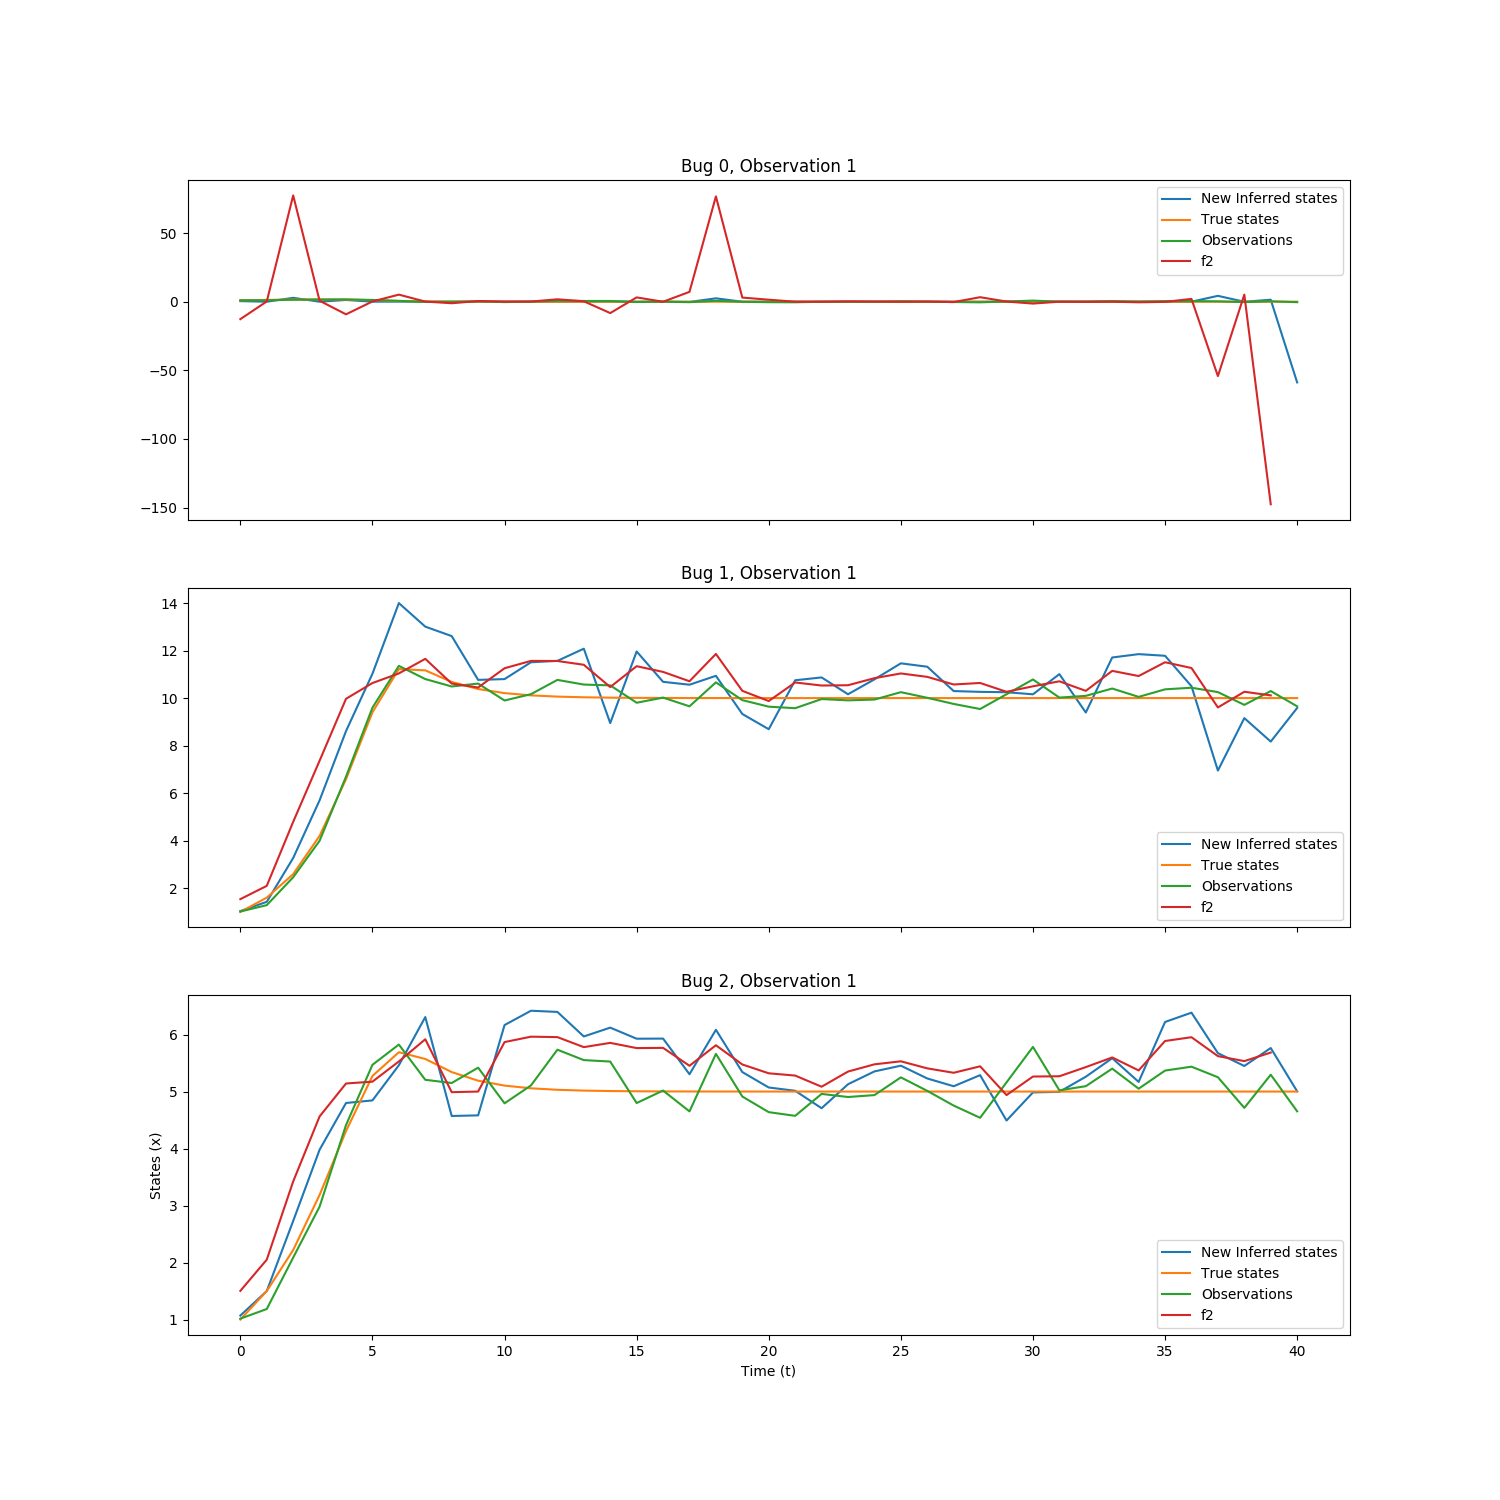 Bug 0, Observation 1
50
0
−50
−100
−150
New Inferred states
True states
Observations
f2
Bug 1, Observation 1
14
12
10
8
6
4
2
New Inferred states
True states
Observations
f2
Bug 2, Observation 1
6
5
4
3
2
1
States (x)
New Inferred states
True states
Observations
f2
0 5 10 15 20 25 30 35 40
Time (t)